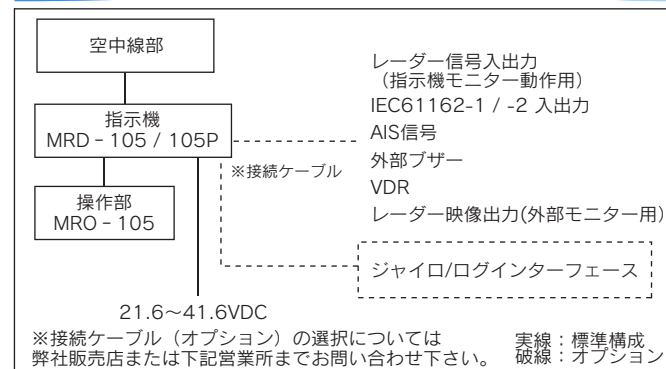 空中線部
指示機
MRD‐105 / 105P
操作部
MRO‐105
※接続ケーブル
レーダー信号入出力
（指示機モニター動作用）
IEC61162-1 / -2 入出力
AIS信号
外部ブザー
VDR
レーダー映像出力(外部モニター用)
ジャイロ/ログインターフェース
21.6～41.6VDC
※接続ケーブル（オプション）の選択については
弊社販売店または下記営業所までお問い合わせ下さい。
実線：標準構成
破線：オプション